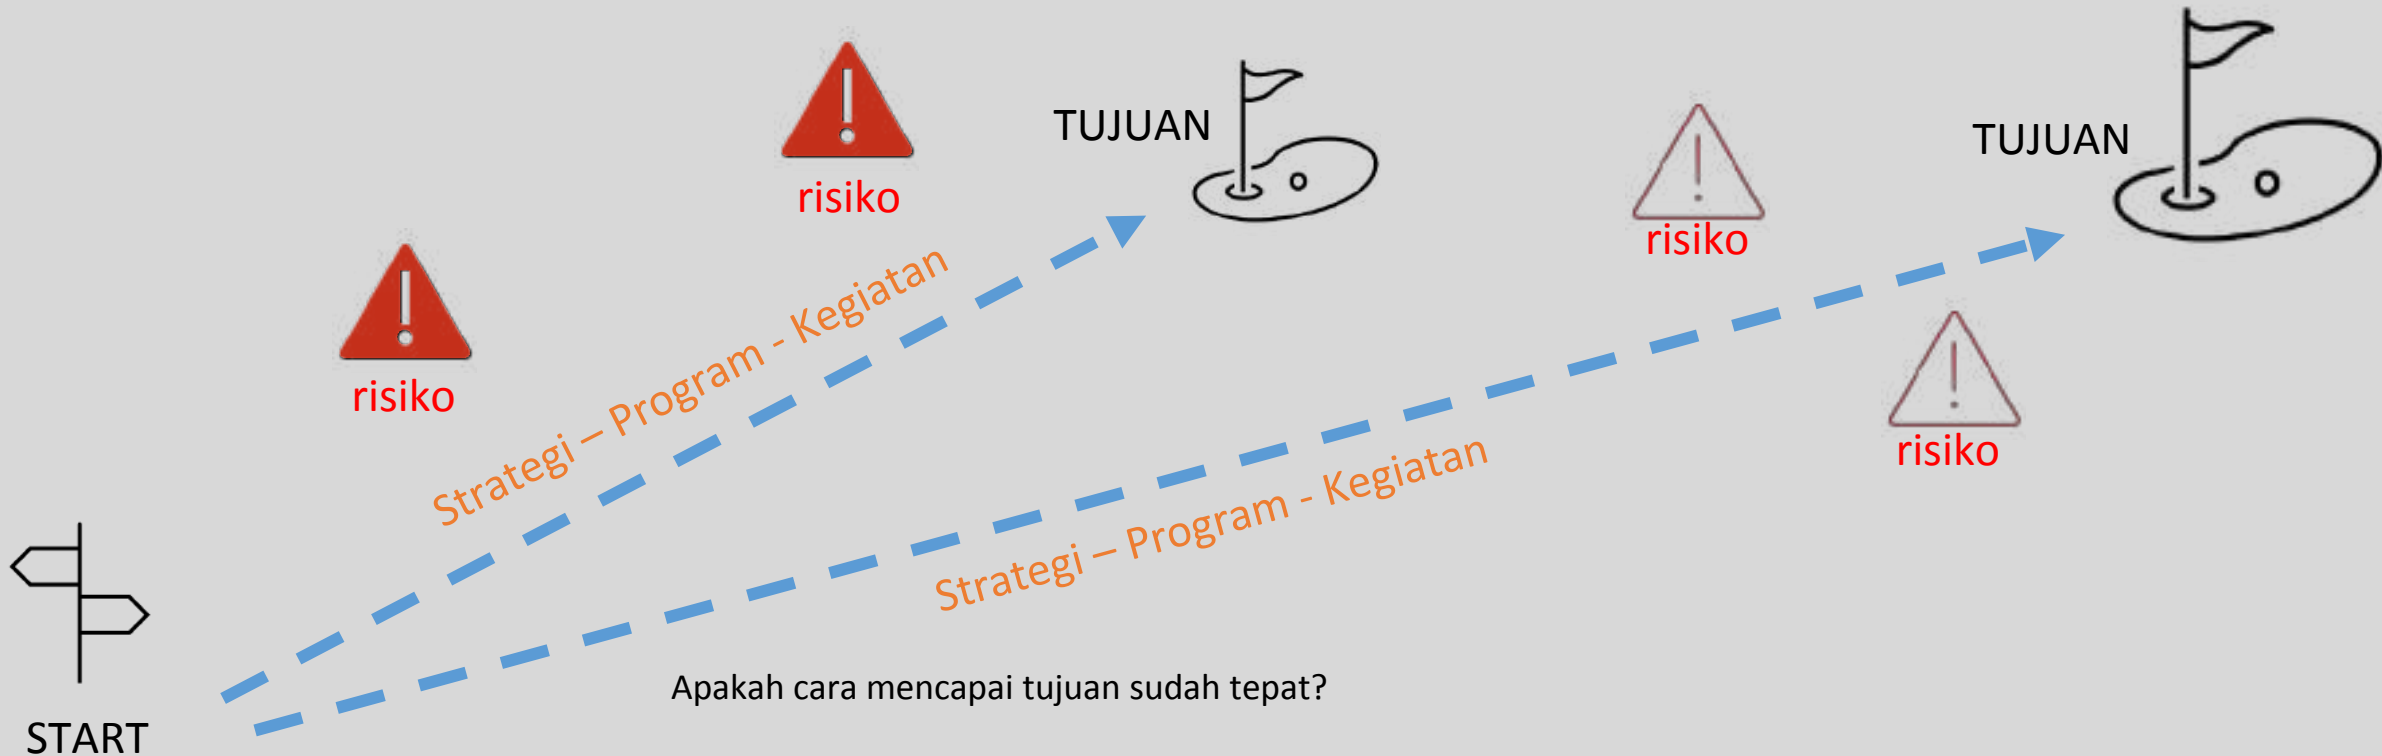 TUJUAN
TUJUAN
risiko
risiko
risiko
risiko
Strategi – Program - Kegiatan
Strategi – Program - Kegiatan
Apakah cara mencapai tujuan sudah tepat?
START